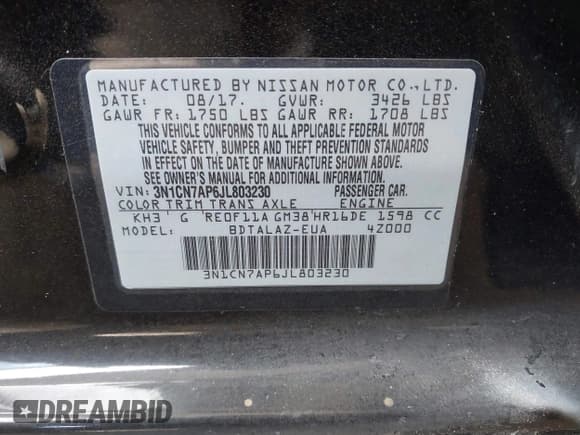 MANUFACTURED BY NISSAN MOTOR CO.,LTD.
DATE: 08/17. GVWR: 3426 LBS
GAWR FR: 1750 LBS GAWR RR: 1708 LBS
THIS VEHICLE CONFORMS TO ALL APPLICABLE FEDERAL MOTOR
VEHICLE SAFETY, BUMPER AND THEFT PREVENTION STANDARDS
IN EFFECT ON THE DATE OF MANUFACTURE SHOWN ABOVE.
SEE OWNER'S MANUAL FOR ADDITIONAL INFORMATION.
VIN: 3N1CN7AP6JL803230 PASSENGER CAR.
COLOR TRIM TRANS AXLE ENGINE
KH3 G RE0F11A GM38 HR16DE 1598 CC
MODEL: BDTALAZ-EUA 4Z000
3N1CN7AP6JL803230
DREAMBID